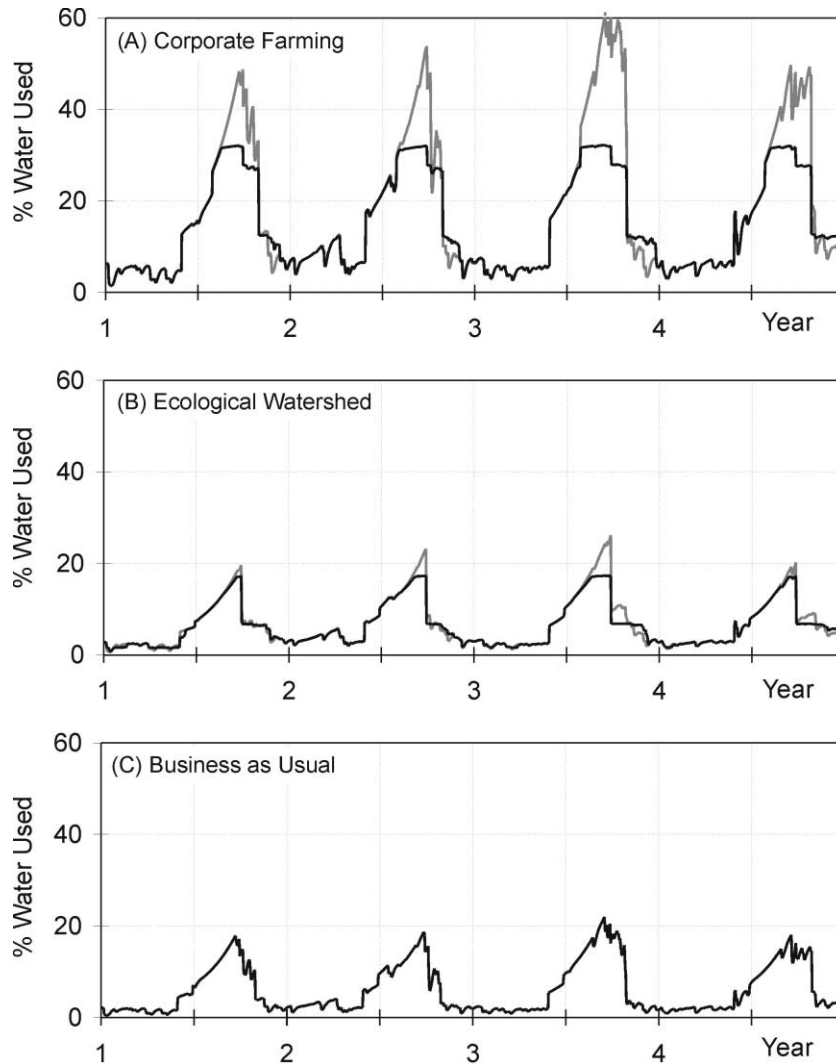 60
(A) Corporate Farming
40
20
0
% Water Used
1
2
3
4
Year
60
(B) Ecological Watershed
40
20
0
% Water Used
1
2
3
4
Year
60
(C) Business as Usual
40
20
0
% Water Used
1
2
3
4
Year